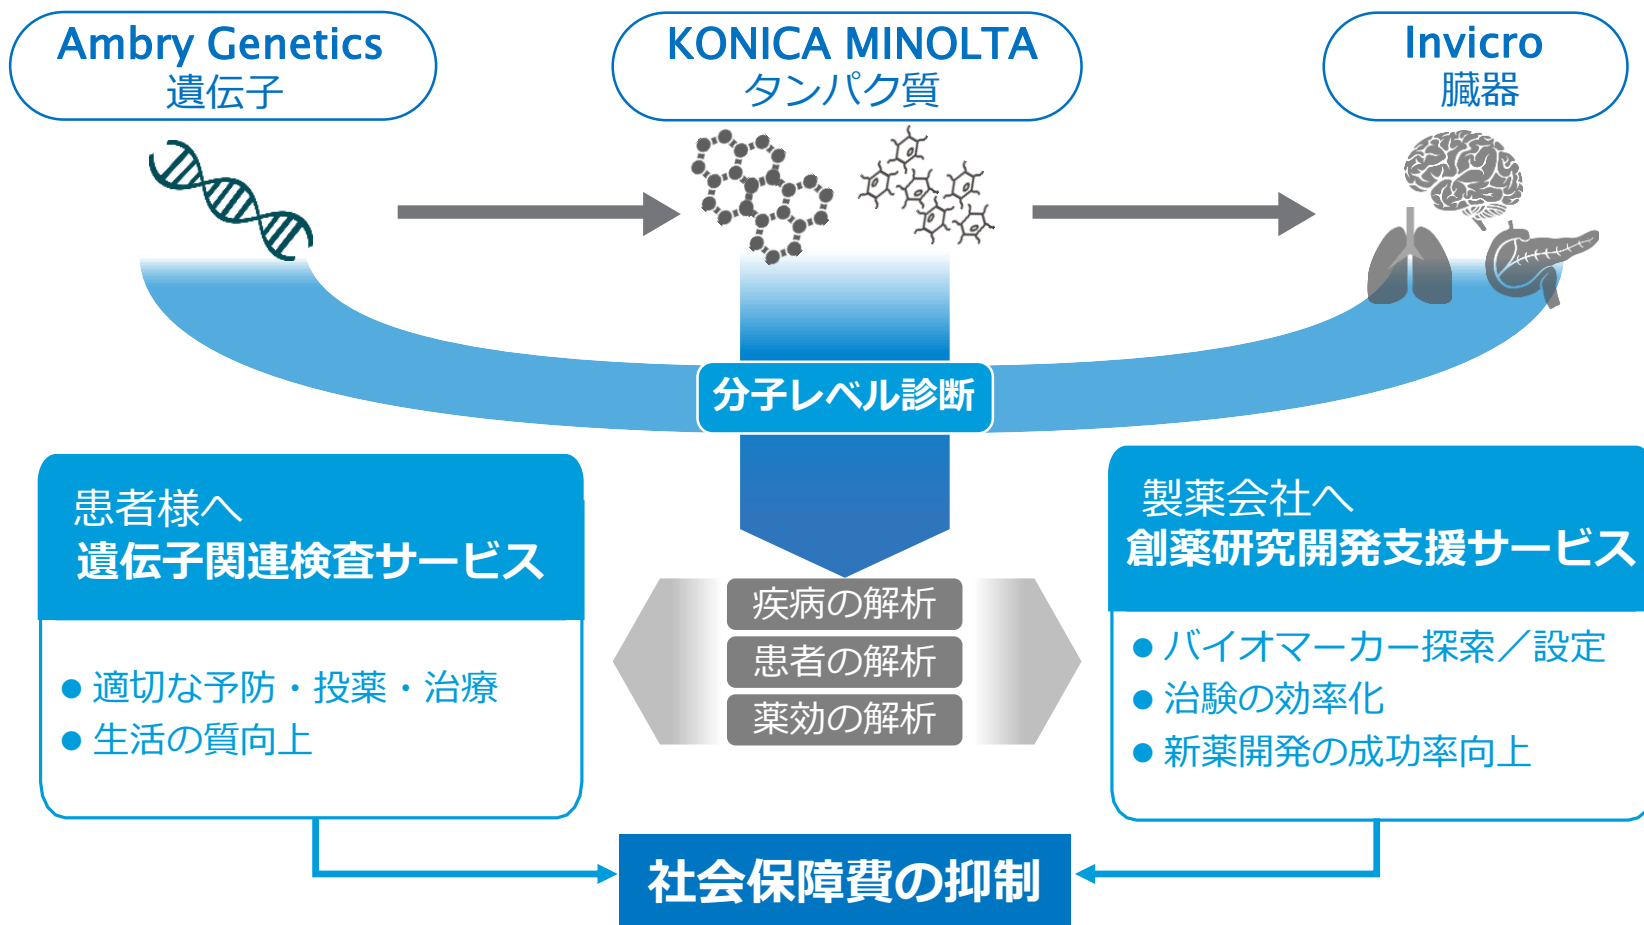 Ambry Genetics
遺伝子
KONICA MINOLTA
タンパク質
Invicro
臓器
分子レベル診断
患者様へ
遺伝子関連検査サービス
● 適切な予防・投薬・治療
● 生活の質向上
疾病の解析
患者の解析
薬効の解析
製薬会社へ
創薬研究開発支援サービス
● バイオマーカー探索／設定
● 治験の効率化
● 新薬開発の成功率向上
社会保障費の抑制